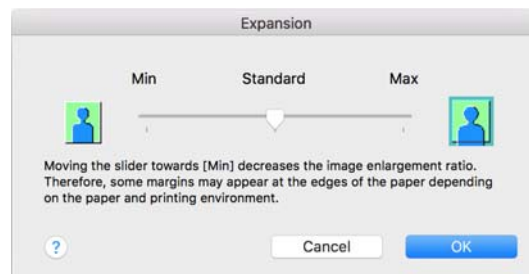 Expansion
Min Standard Max
Moving the slider towards [Min] decreases the image enlargement ratio.
Therefore, some margins may appear at the edges of the paper depending
on the paper and printing environment.
? Cancel OK